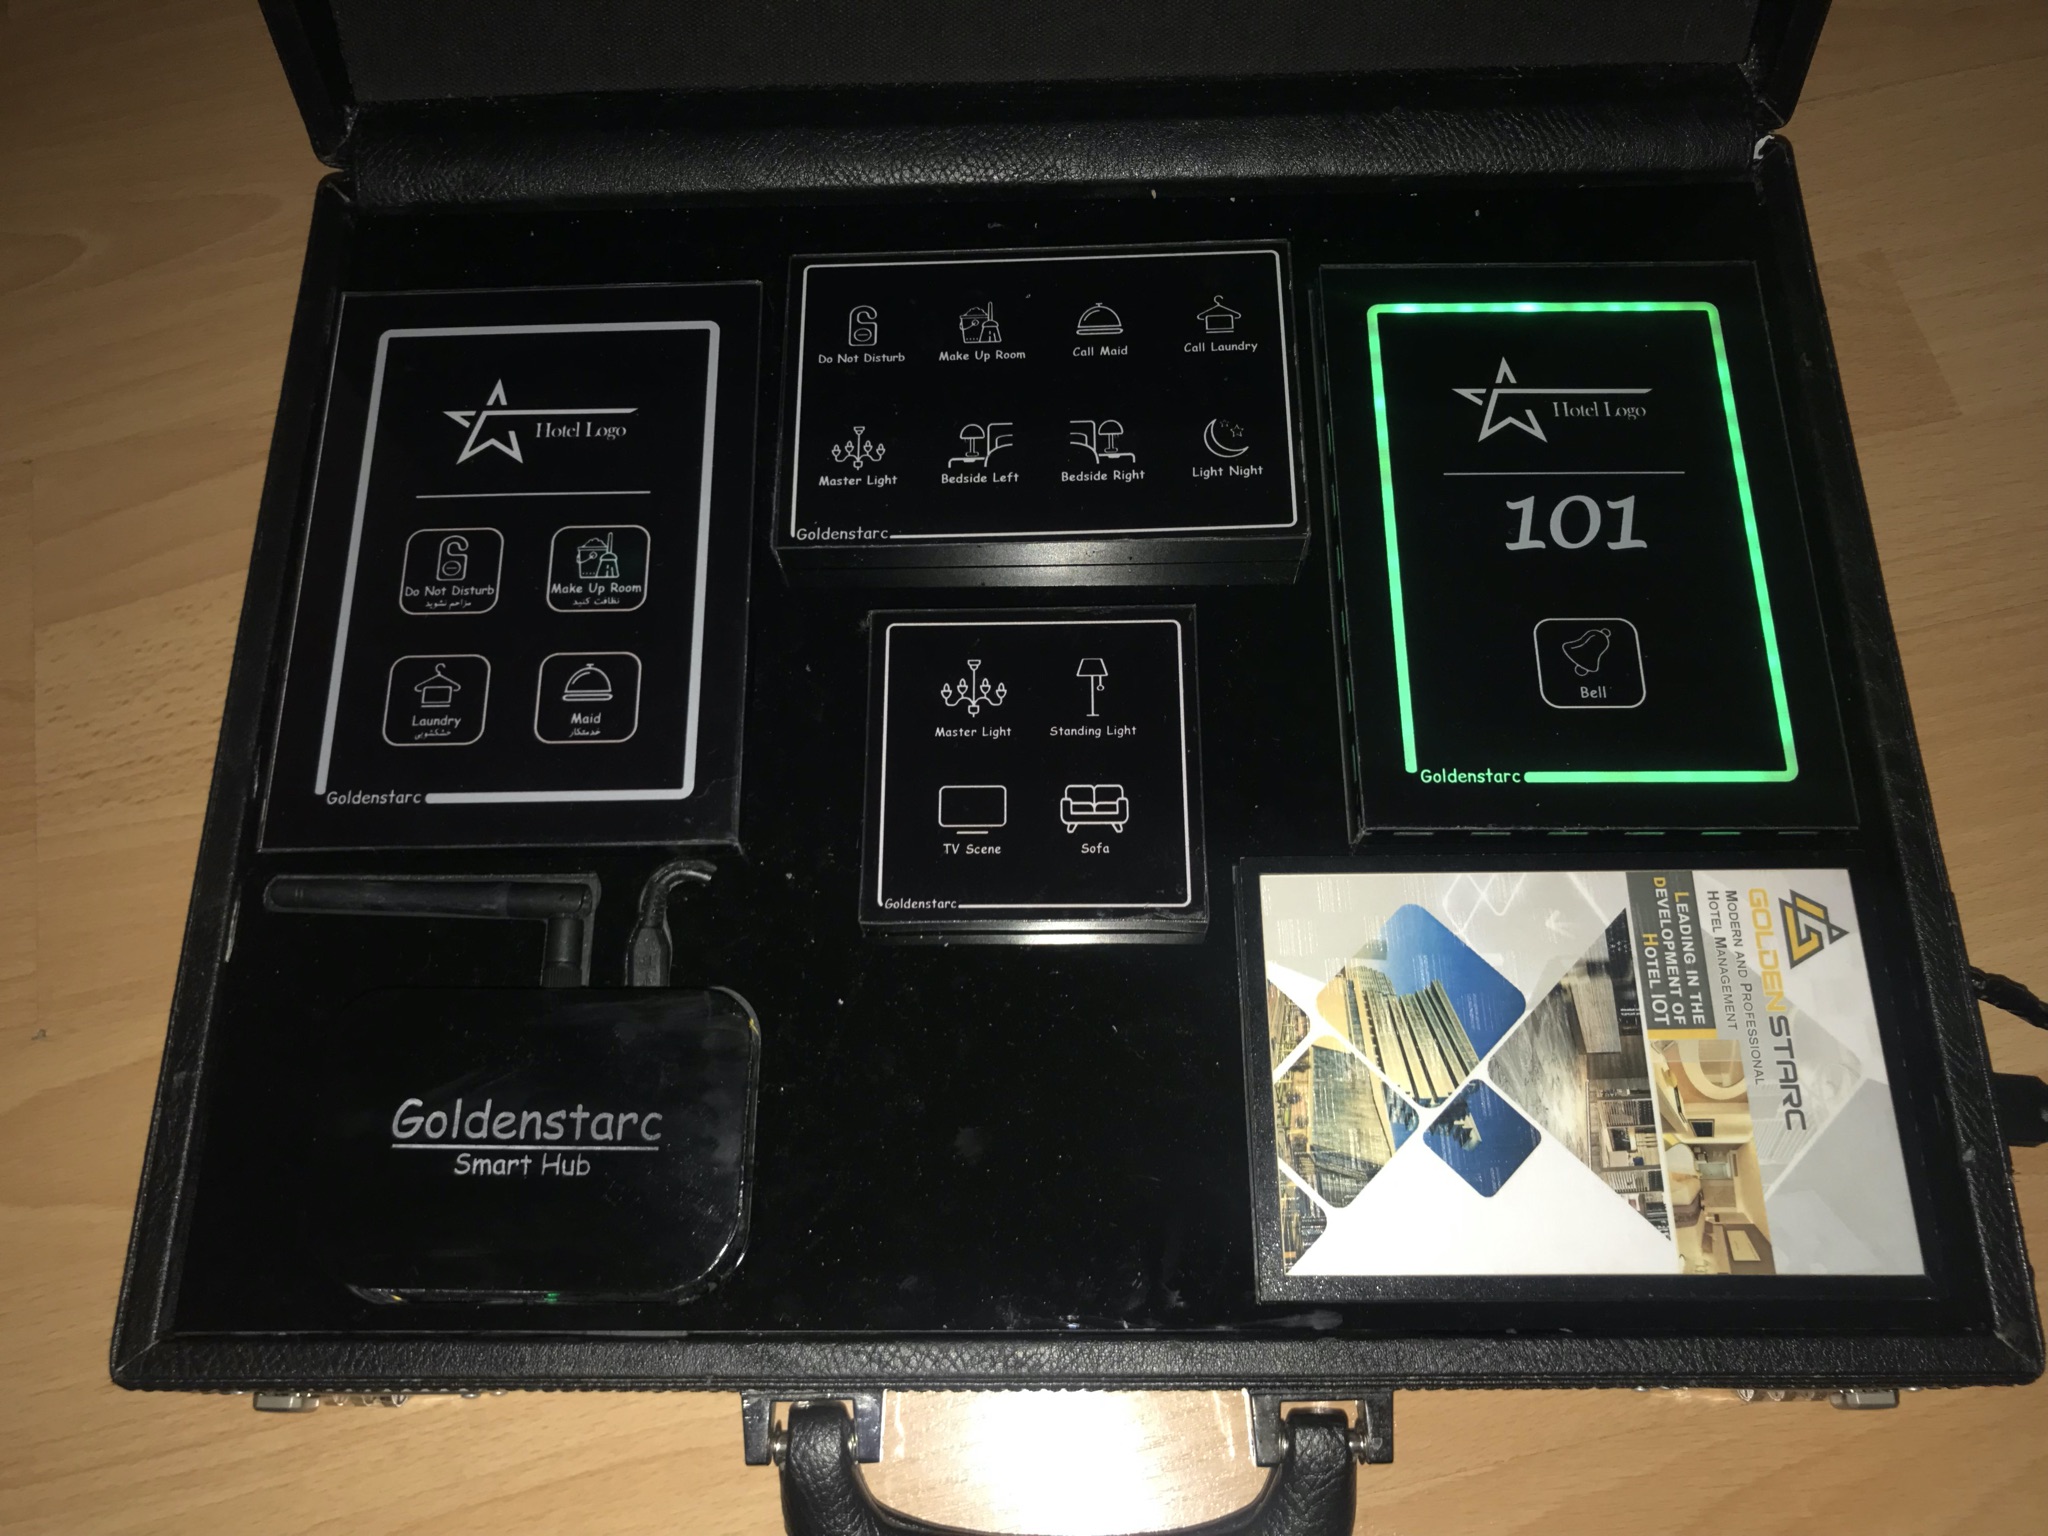 Hotel Logo
Do Not Disturb
مزاحم نشوید
Make Up Room
نظافت کنید
Laundry
خشکشویی
Maid
خدمتکار
Goldenstarc
Do Not Disturb
Make Up Room
Call Maid
Call Laundry
Master Light
Bedside Left
Bedside Right
Light Night
Goldenstarc
Master Light
Standing Light
TV Scene
Sofa
Goldenstarc
Hotel Logo
101
Bell
Goldenstarc
Goldenstarc
Smart Hub
GOLDEN STARC
MODERN AND PROFESSIONAL
HOTEL MANAGEMENT
LEADING IN THE
DEVELOPMENT OF
HOTEL IOT